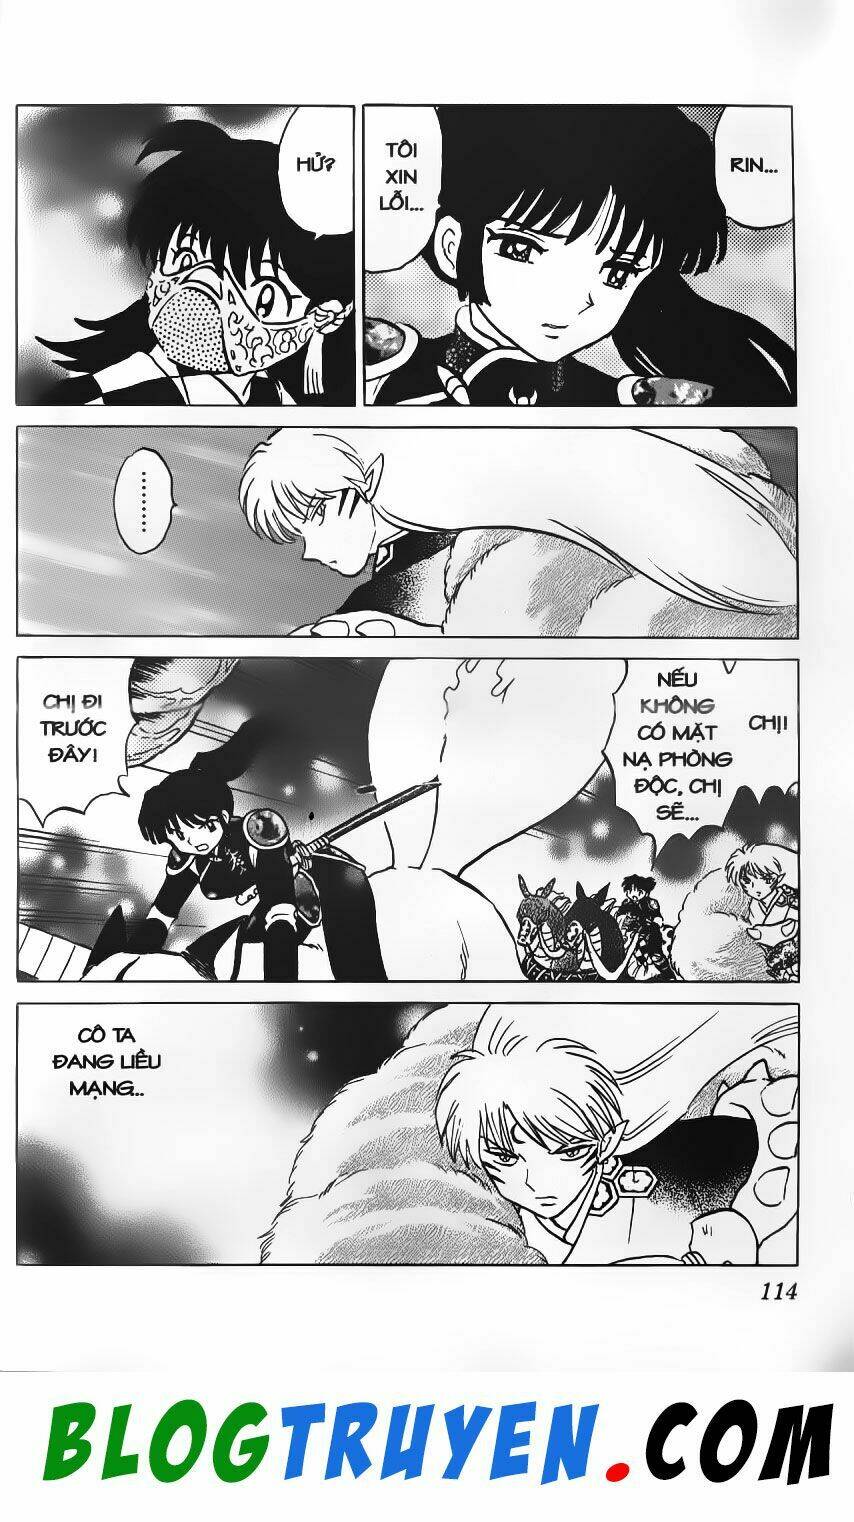 RIN...
TÔI
XIN
LỖI...
HỬ?
.........
CHỊ!
NẾU
KHÔNG
CÓ MẶT
NẠ PHÒNG
ĐỘC, CHỊ
SẼ...
CHỊ ĐI
TRƯỚC
ĐÂY!
CÔ TA
ĐANG LIỀU
MẠNG...
114
BLOGTRUYEN.COM